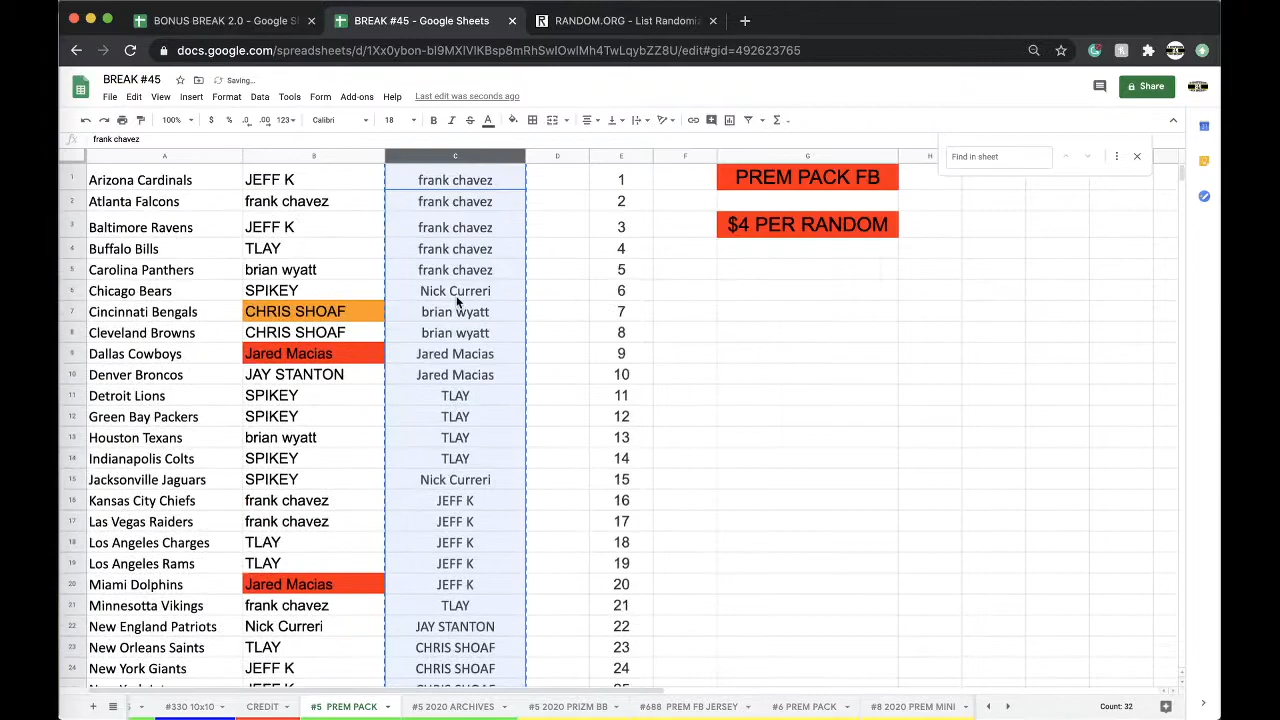 BONUS BREAK 2.0 - Google S
BREAK #45 - Google Sheets
RANDOM.ORG - List Randomi
docs.google.com/spreadsheets/d/1Xx0ybon-bl9MXIVIKBsp8mRhSwIOwIMh4TwLqybZZ8U/edit#gid=492623765
BREAK #45 Saving...
File Edit View Insert Format Data Tools Form Add-ons Help Last edit was seconds ago
Share
100% $ % .0 .00 123 Calibri 18 B I S A
fx frank chavez
Find in sheet
A B C D E F G H
1 Arizona Cardinals JEFF K frank chavez 1 PREM PACK FB
2 Atlanta Falcons frank chavez frank chavez 2
3 Baltimore Ravens JEFF K frank chavez 3 $4 PER RANDOM
4 Buffalo Bills TLAY frank chavez 4
5 Carolina Panthers brian wyatt frank chavez 5
6 Chicago Bears SPIKEY Nick Curreri 6
7 Cincinnati Bengals CHRIS SHOAF brian wyatt 7
8 Cleveland Browns CHRIS SHOAF brian wyatt 8
9 Dallas Cowboys Jared Macias Jared Macias 9
10 Denver Broncos JAY STANTON Jared Macias 10
11 Detroit Lions SPIKEY TLAY 11
12 Green Bay Packers SPIKEY TLAY 12
13 Houston Texans brian wyatt TLAY 13
14 Indianapolis Colts SPIKEY TLAY 14
15 Jacksonville Jaguars SPIKEY Nick Curreri 15
16 Kansas City Chiefs frank chavez JEFF K 16
17 Las Vegas Raiders frank chavez JEFF K 17
18 Los Angeles Charges TLAY JEFF K 18
19 Los Angeles Rams TLAY JEFF K 19
20 Miami Dolphins Jared Macias JEFF K 20
21 Minnesotta Vikings frank chavez TLAY 21
22 New England Patriots Nick Curreri JAY STANTON 22
23 New Orleans Saints TLAY CHRIS SHOAF 23
24 New York Giants JEFF K CHRIS SHOAF 24
#330 10x10 CREDIT #5 PREM PACK #5 2020 ARCHIVES #5 2020 PRIZM BB #688 PREM FB JERSEY #6 PREM PACK #8 2020 PREM MINI Count: 32